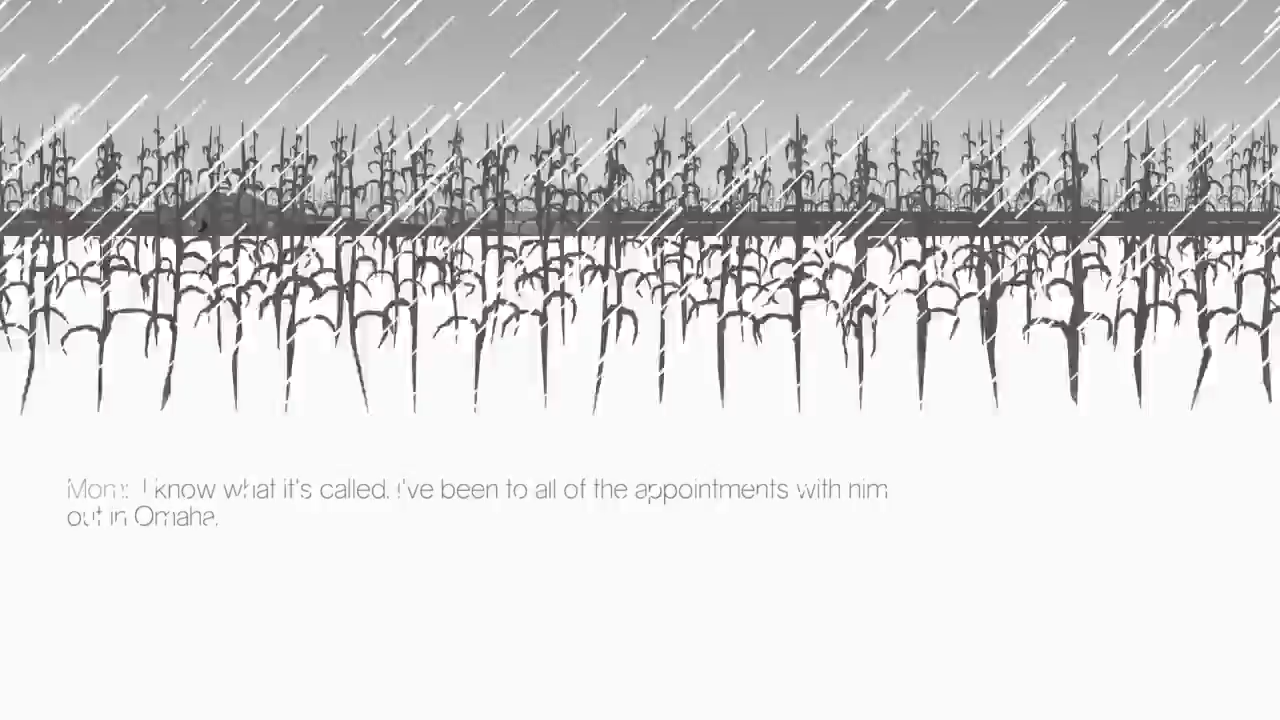 Mom: I know what it's called. I've been to all of the appointments with him
out in Omaha.